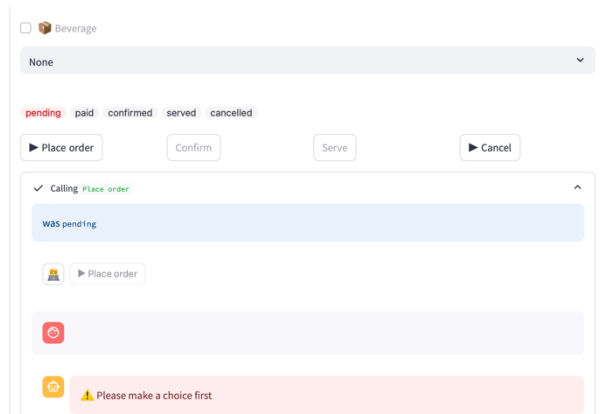 Beverage
None
pending paid confirmed served cancelled
Place order Confirm Serve Cancel
Calling Place order
was pending
Place order
Please make a choice first